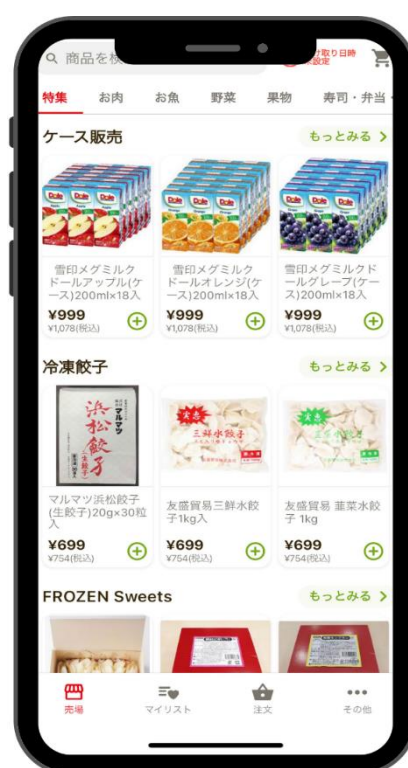 商品を検
け取り日時
未設定
特集 お肉 お魚 野菜 果物 寿司・弁当・
ケース販売 もっとみる
Dole Dole Dole
雪印メグミルク
ドールアップル(ケ
ース)200ml×18入
¥999
¥1,078(税込)
雪印メグミルク
ドールオレンジ(ケ
ース)200ml×18入
¥999
¥1,078(税込)
雪印メグミルクド
ールグレープ(ケー
ス)200ml×18入
¥999
¥1,078(税込)
冷凍餃子 もっとみる
マルマツ
浜松餃子
三鮮水餃子
マルマツ浜松餃子
(生餃子)20g×30粒
入
¥699
¥754(税込)
友盛貿易三鮮水餃
子1kg入
¥699
¥754(税込)
友盛貿易 韮菜水餃
子 1kg
¥699
¥754(税込)
FROZEN Sweets もっとみる
売場 マイリスト 注文 その他